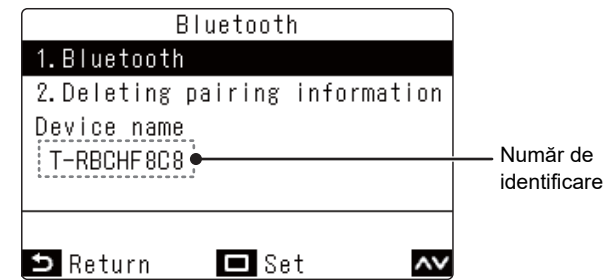 Bluetooth
1.Bluetooth
2.Deleting pairing information
Device name
T-RBCHF8C8
Număr de
identificare
Return Set